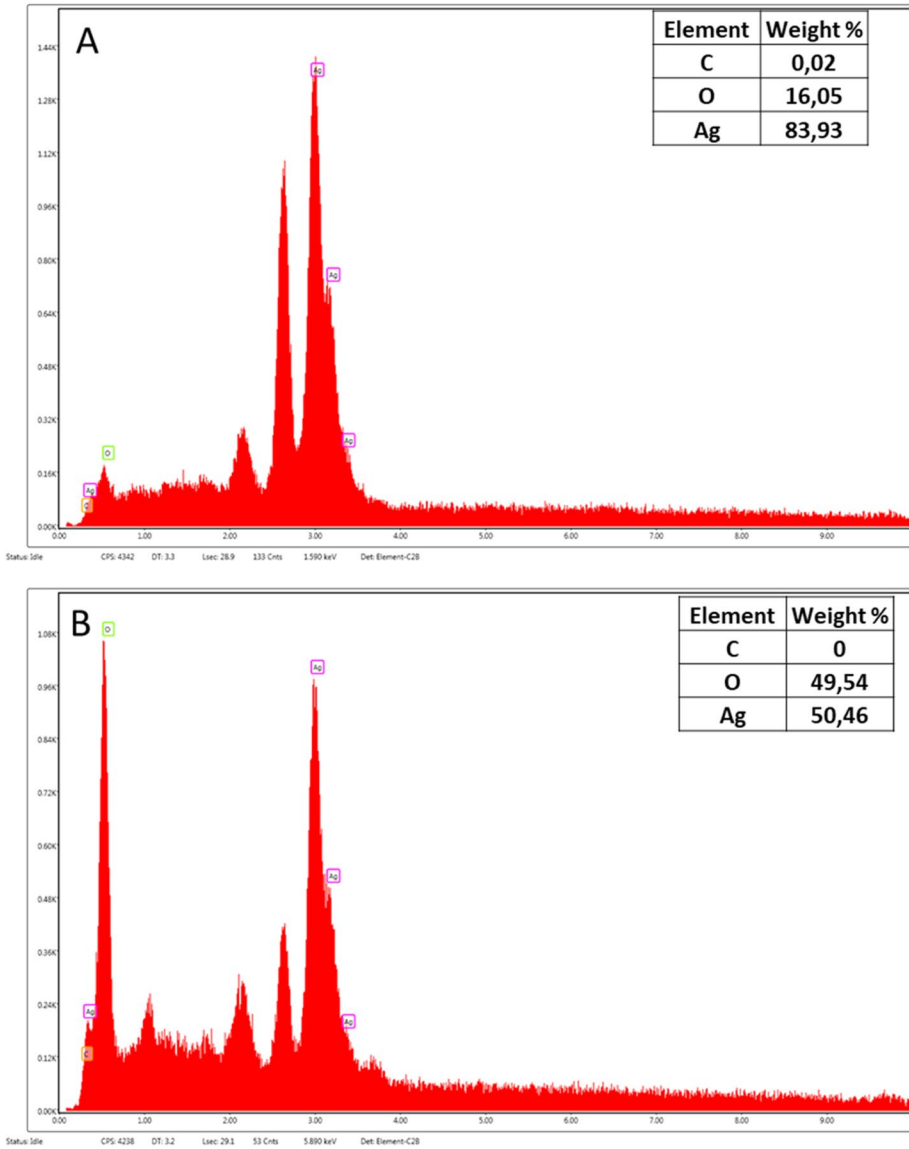 A
Element Weight %
C 0,02
O 16,05
Ag 83,93
1.44K
1.28K
1.12K
0.96K
0.80K
0.64K
0.48K
0.32K
0.16K
0.00K
Ag
Ag
Ag
O
Ag
C
0.00 1.00 2.00 3.00 4.00 5.00 6.00 7.00 8.00 9.00
Status: Idle CPS: 4342 DT: 3.3 Lsec: 28.9 133 Cnts 1.590 keV Det: Element-C2B
B
Element Weight %
C 0
O 49,54
Ag 50,46
1.08K
0.96K
0.84K
0.72K
0.60K
0.48K
0.36K
0.24K
0.12K
0.00K
O
Ag
Ag
Ag
Ag
C
0.00 1.00 2.00 3.00 4.00 5.00 6.00 7.00 8.00 9.00
Status: Idle CPS: 4238 DT: 3.2 Lsec: 29.1 53 Cnts 5.890 keV Det: Element-C2B